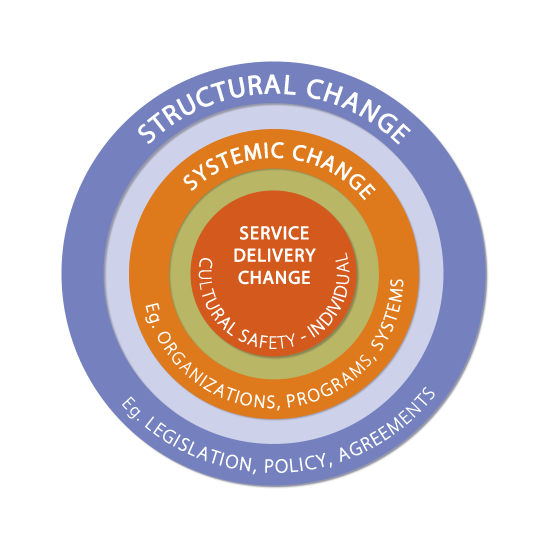 STRUCTURAL CHANGE
SYSTEMIC CHANGE
SERVICE
DELIVERY
CHANGE
CULTURAL SAFETY - INDIVIDUAL
Eg. ORGANIZATIONS, PROGRAMS, SYSTEMS
Eg. LEGISLATION, POLICY, AGREEMENTS